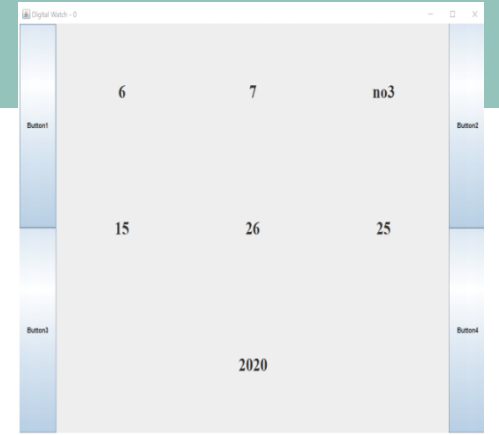 Digital Watch - 0
6 7 no3
Button1 Button2
15 26 25
Button3 Button4
2020